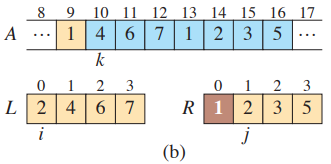 8 9 10 11 12 13 14 15 16 17
A ... 1 4 6 7 1 2 3 5 ...
k
0 1 2 3 0 1 2 3
L 2 4 6 7 R 1 2 3 5
i j
(b)